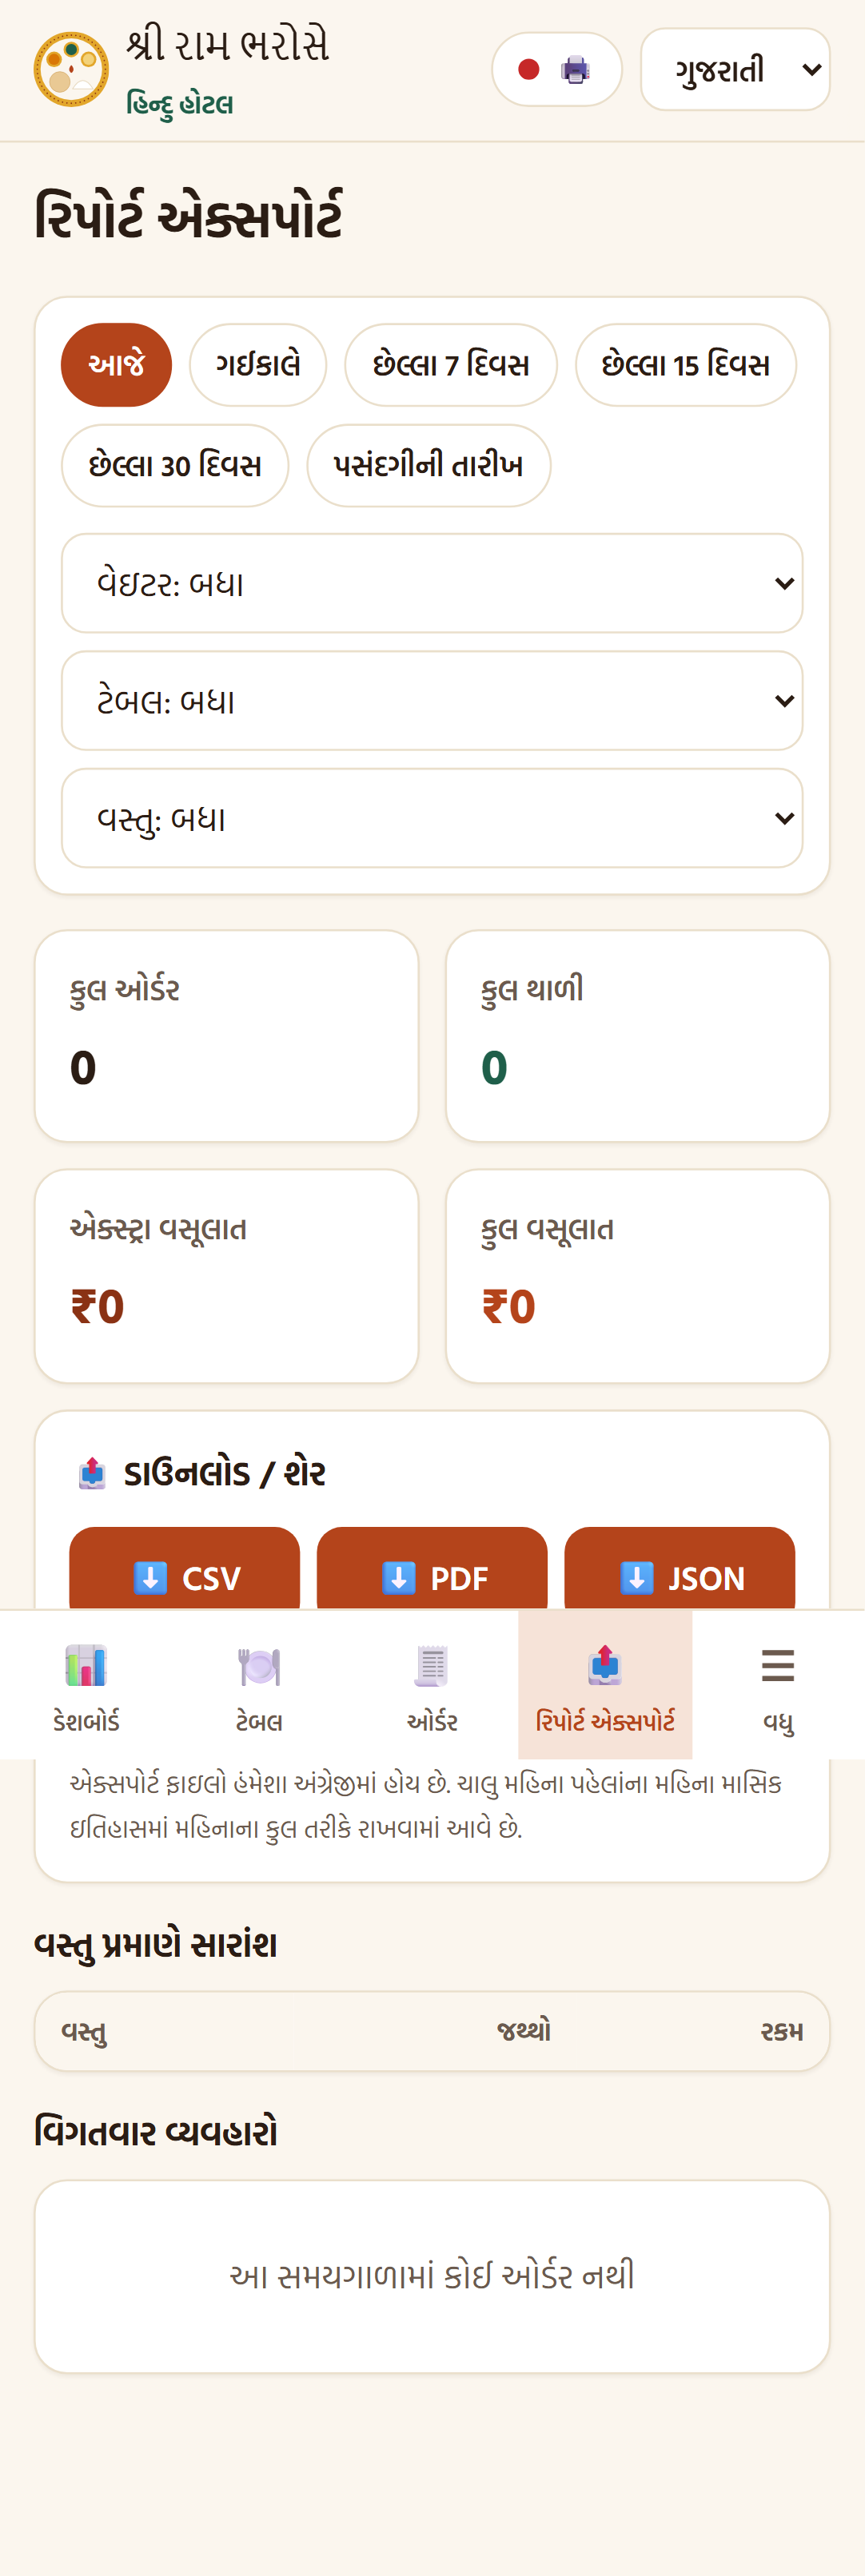 શ્રી રામ ભરોસે
હિન્દુ હોટલ
ગુજરાતી
રિપોર્ટ એક્સપોર્ટ
આજે
ગઈકાલે
છેલ્લા 7 દિવસ
છેલ્લા 15 દિવસ
છેલ્લા 30 દિવસ
પસંદગીની તારીખ
વેઇટર: બધા
ટેબલ: બધા
વસ્તુ: બધા
કુલ ઓર્ડર
0
કુલ થાળી
0
એક્સ્ટ્રા વસૂલાત
₹0
કુલ વસૂલાત
₹0
ડાઉનલોડ / શેર
CSV
PDF
JSON
ડેશબોર્ડ
ટેબલ
ઓર્ડર
રિપોર્ટ એક્સપોર્ટ
વધુ
એક્સપોર્ટ ફાઇલો હંમેશા અંગ્રેજીમાં હોય છે. ચાલુ મહિના પહેલાંના મહિના માસિક
ઇતિહાસમાં મહિનાના કુલ તરીકે રાખવામાં આવે છે.
વસ્તુ પ્રમાણે સારાંશ
વસ્તુ
જથ્થો
રકમ
વિગતવાર વ્યવહારો
આ સમયગાળામાં કોઈ ઓર્ડર નથી